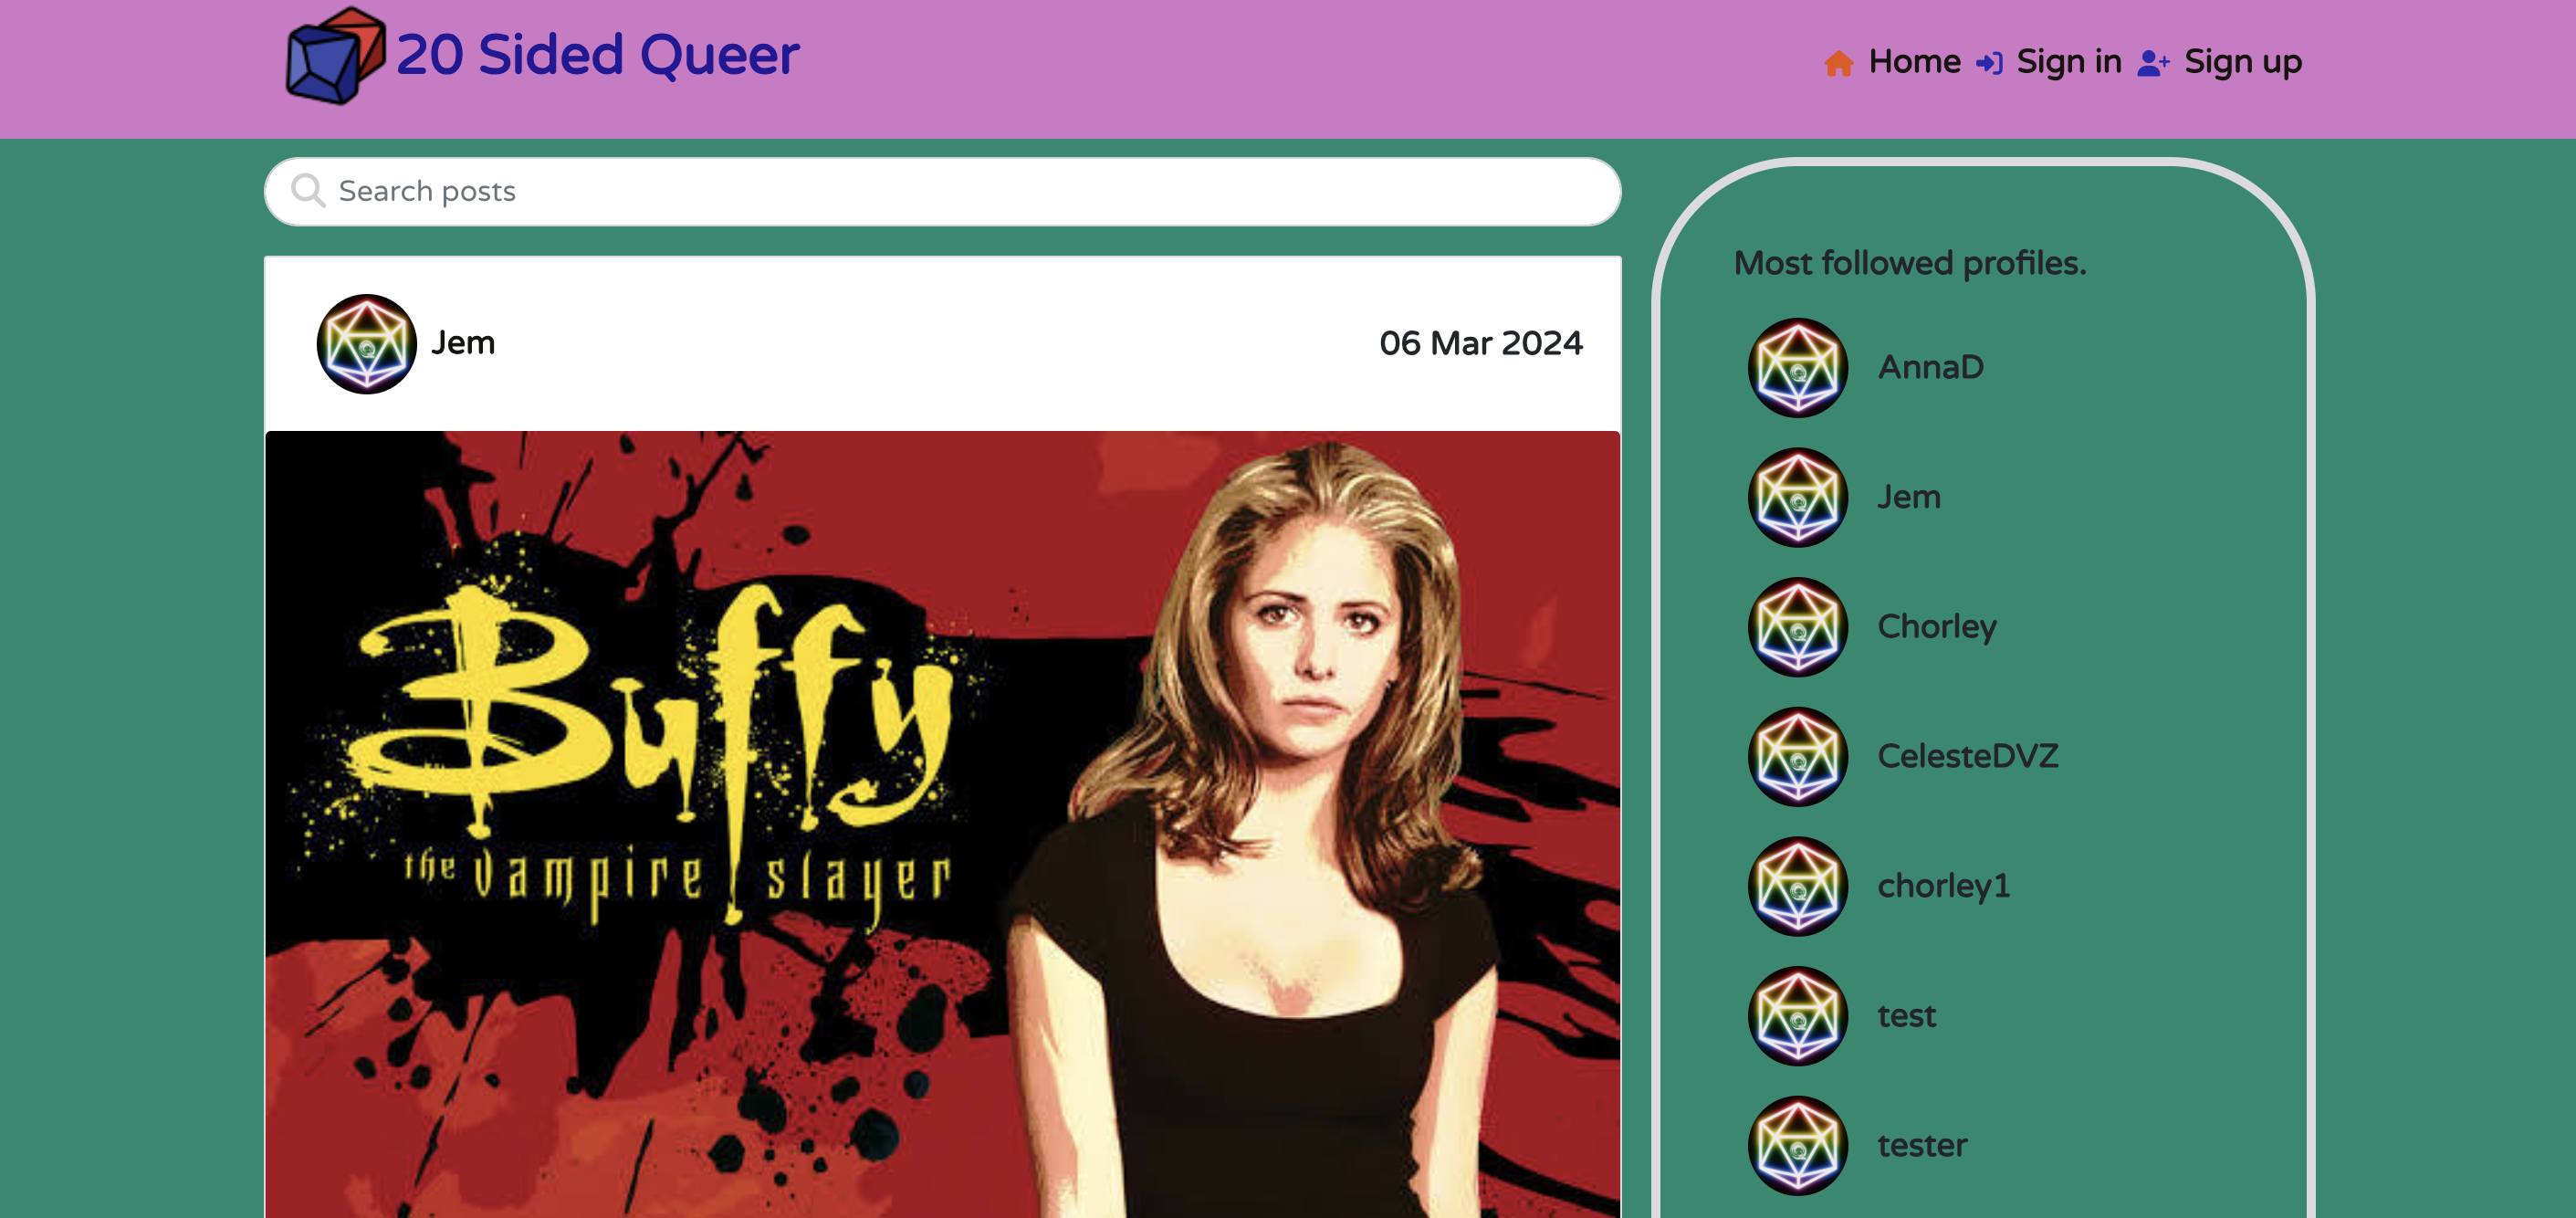 20 Sided Queer
Home Sign in Sign up
Search posts
Jem
06 Mar 2024
Buffy
the vampire slayer
Most followed profiles.
AnnaD
Jem
Chorley
CelesteDVZ
chorley1
test
tester